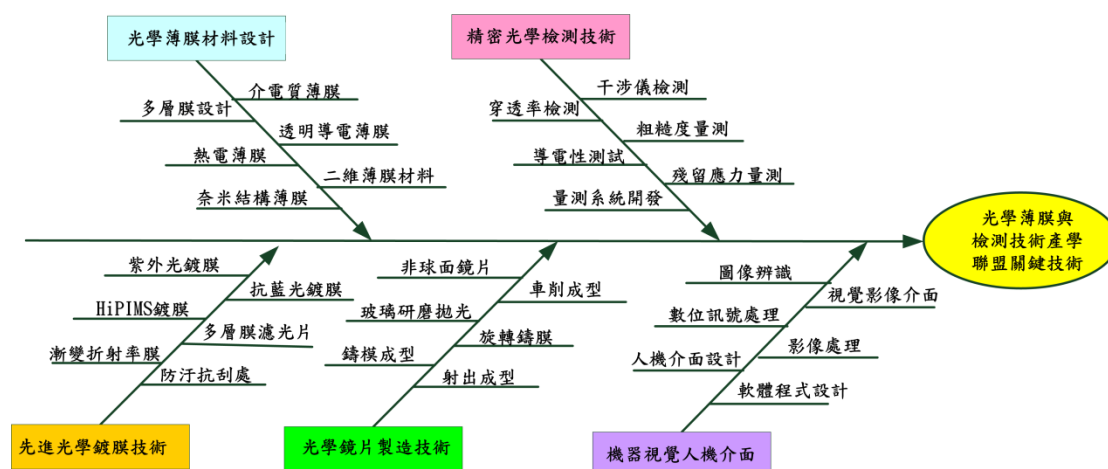 光學薄膜材料設計
精密光學檢測技術
介電質薄膜
多層膜設計
透明導電薄膜
熱電薄膜
二維薄膜材料
奈米結構薄膜
干涉儀檢測
穿透率檢測
粗糙度量測
導電性測試
殘留應力量測
量測系統開發
光學薄膜與
檢測技術產學
聯盟關鍵技術
紫外光鍍膜
抗藍光鍍膜
HiPIMS鍍膜
多層膜濾光片
漸變折射率膜
防汙抗刮處
非球面鏡片
車削成型
玻璃研磨拋光
旋轉鑄膜
鑄模成型
射出成型
圖像辨識
視覺影像介面
數位訊號處理
影像處理
人機介面設計
軟體程式設計
先進光學鍍膜技術
光學鏡片製造技術
機器視覺人機介面